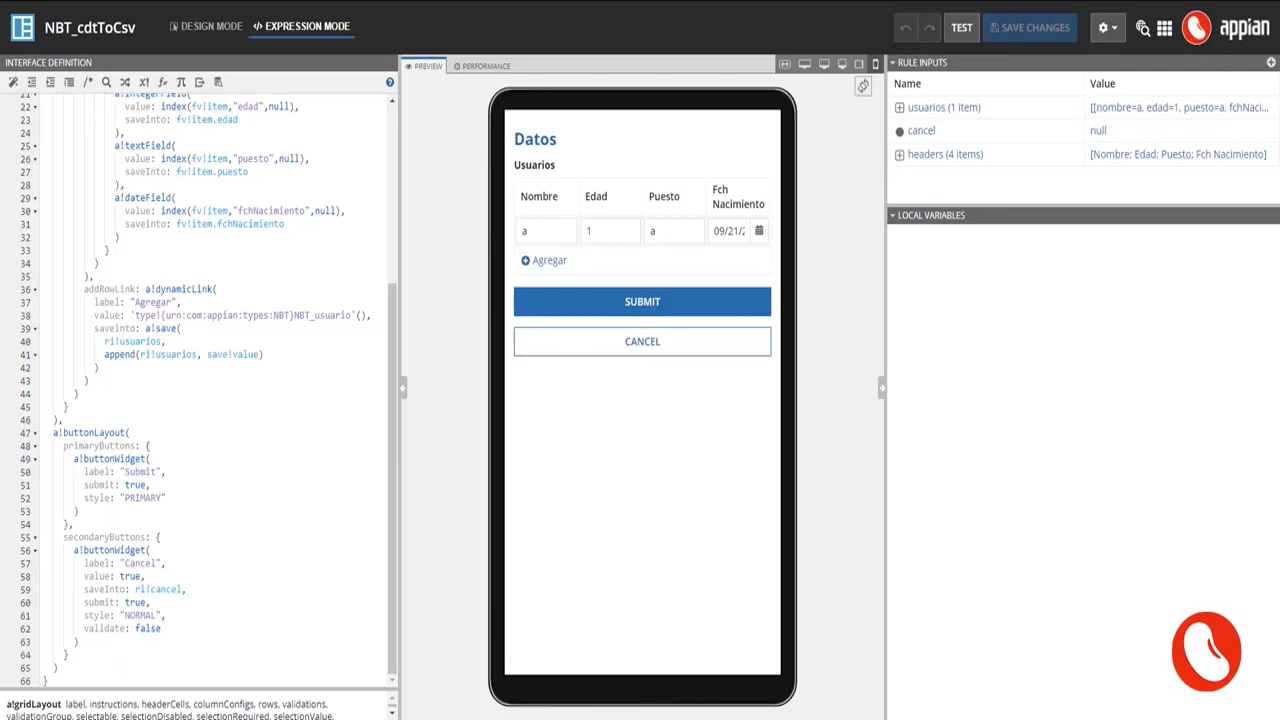 NBT_cdtToCsv
DESIGN MODE
</> EXPRESSION MODE
TEST
SAVE CHANGES
appian
INTERFACE DEFINITION
22 value: index(fv!item,"edad",null),
23 saveinto: fv!item.edad
24 ),
25 a!textField(
26 value: index(fv!item,"puesto",null),
27 saveInto: fv!item.puesto
28 ),
29 a!dateField(
30 value: index(fv!item,"fchNacimiento",null),
31 saveinto: fv!item.fchNacimiento
32 )
33 }
34 )
35 ),
36 addRowLink: a!dynamicLink(
37 label: "Agregar",
38 value: 'type!{urn:com:appian:types:NBT}NBT_usuario'(),
39 saveinto: a!save(
40 ri!usuarios,
41 append(ri!usuarios, save!value)
42 )
43 )
44 )
45 }
46 ),
47 a!buttonLayout(
48 primaryButtons: {
49 a!buttonWidget(
50 label: "Submit",
51 submit: true,
52 style: "PRIMARY"
53 )
54 },
55 secondaryButtons: {
56 a!buttonWidget(
57 label: "Cancel",
58 value: true,
59 saveInto: ri!cancel,
60 submit: true,
61 style: "NORMAL",
62 validate: false
63 )
64 }
65 )
66 }
a!gridLayout label, instructions, headerCells, columnConfigs, rows, validations,
validationGroup, selectable, selectionDisabled, selectionRequired, selectionValue,
PREVIEW
PERFORMANCE
Datos
Usuarios
Nombre Edad Puesto Fch Nacimiento
a 1 a 09/21/2
Agregar
SUBMIT
CANCEL
RULE INPUTS
Name Value
usuarios (1 item) [[nombre=a, edad=1, puesto=a, fchNaci...
cancel null
headers (4 items) [Nombre; Edad; Puesto; Fch Nacimiento]
LOCAL VARIABLES